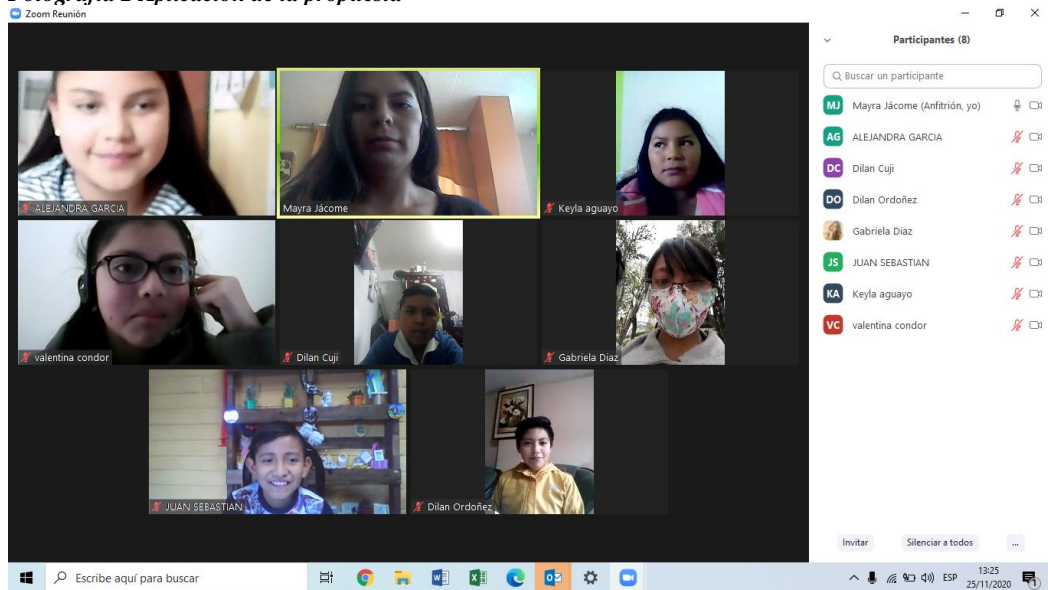 Fotografía 2 Aplicación de la propuesta
Zoom Reunión
ALEJANDRA GARCIA
Mayra Jácome
Keyla aguayo
valentina condor
Dilan Cuji
Gabriela Diaz
JUAN SEBASTIAN
Dilan Ordoñez
Participantes (8)
Buscar un participante
MJ Mayra Jácome (Anfitrión, yo)
AG ALEJANDRA GARCIA
DC Dilan Cuji
DO Dilan Ordoñez
Gabriela Diaz
JS JUAN SEBASTIAN
KA Keyla aguayo
VC valentina condor
Invitar Silenciar a todos ...
Escribe aquí para buscar
ESP
13:25
25/11/2020
1